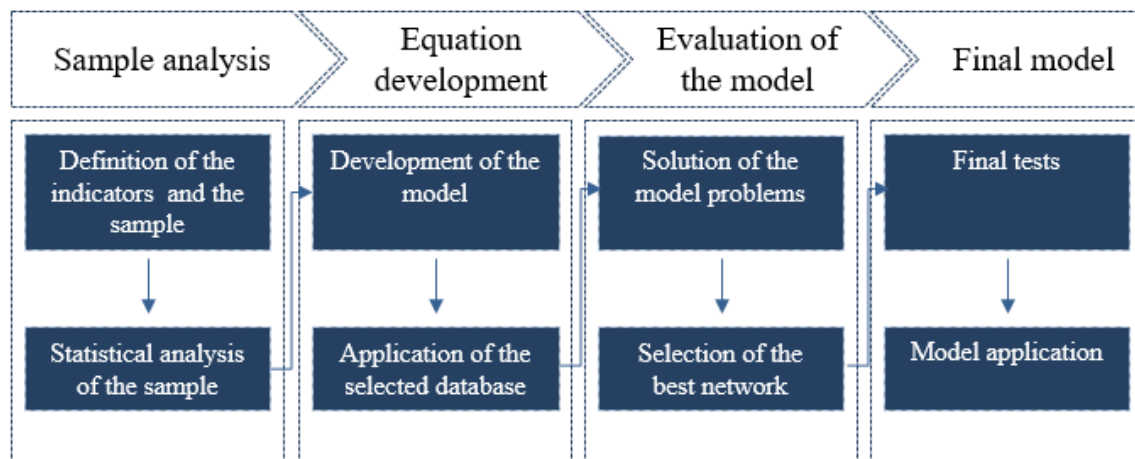 Sample analysis
Equation
development
Evaluation of
the model
Final model
Definition of the
indicators and the
sample
Statistical analysis
of the sample
Development of the
model
Application of the
selected database
Solution of the
model problems
Selection of the
best network
Final tests
Model application